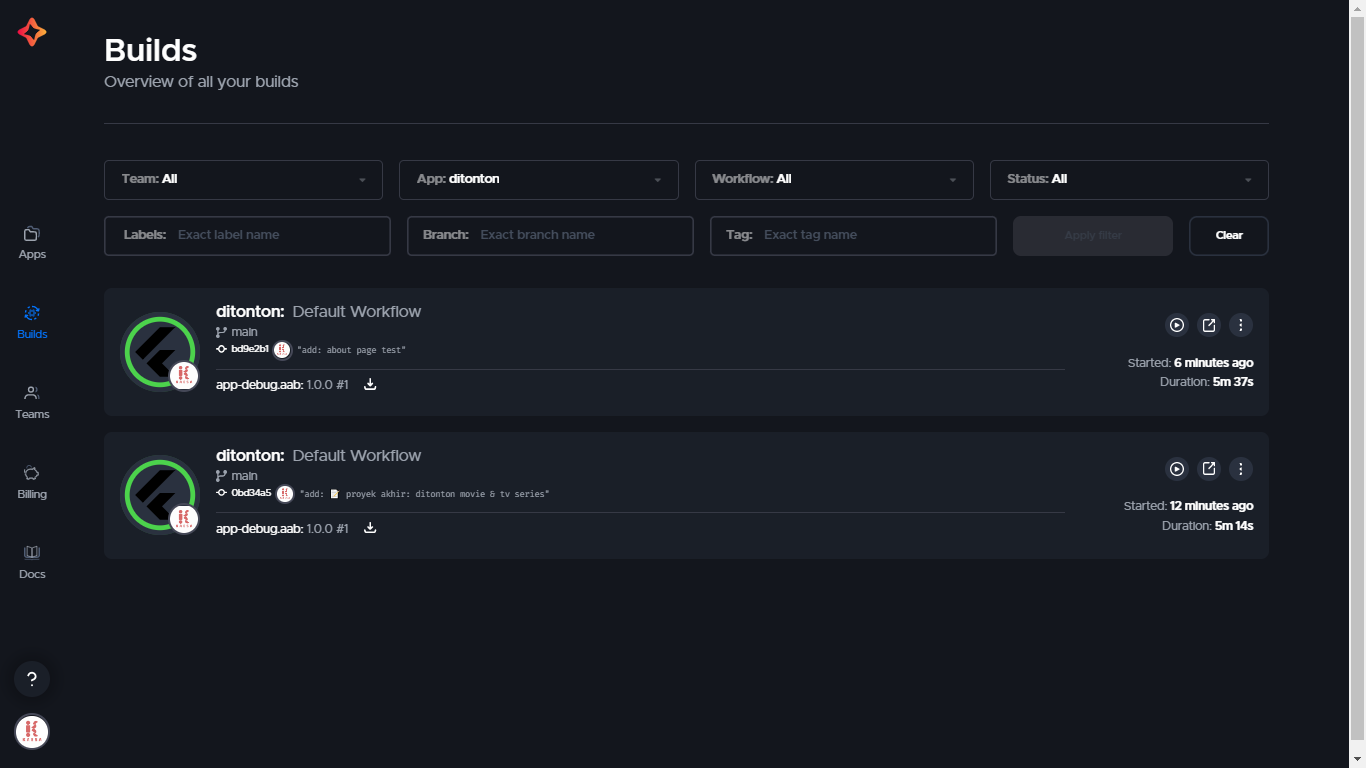 Builds
Overview of all your builds
Team: All
App: ditonton
Workflow: All
Status: All
Labels: Exact label name
Branch: Exact branch name
Tag: Exact tag name
Apply filter
Clear
Apps
Builds
Teams
Billing
Docs
?
ditonton: Default Workflow
main
bd9e2b1 "add: about page test"
app-debug.aab: 1.0.0 #1
Started: 6 minutes ago
Duration: 5m 37s
ditonton: Default Workflow
main
0bd34a5 "add: 📝 proyek akhir: ditonton movie & tv series"
app-debug.aab: 1.0.0 #1
Started: 12 minutes ago
Duration: 5m 14s